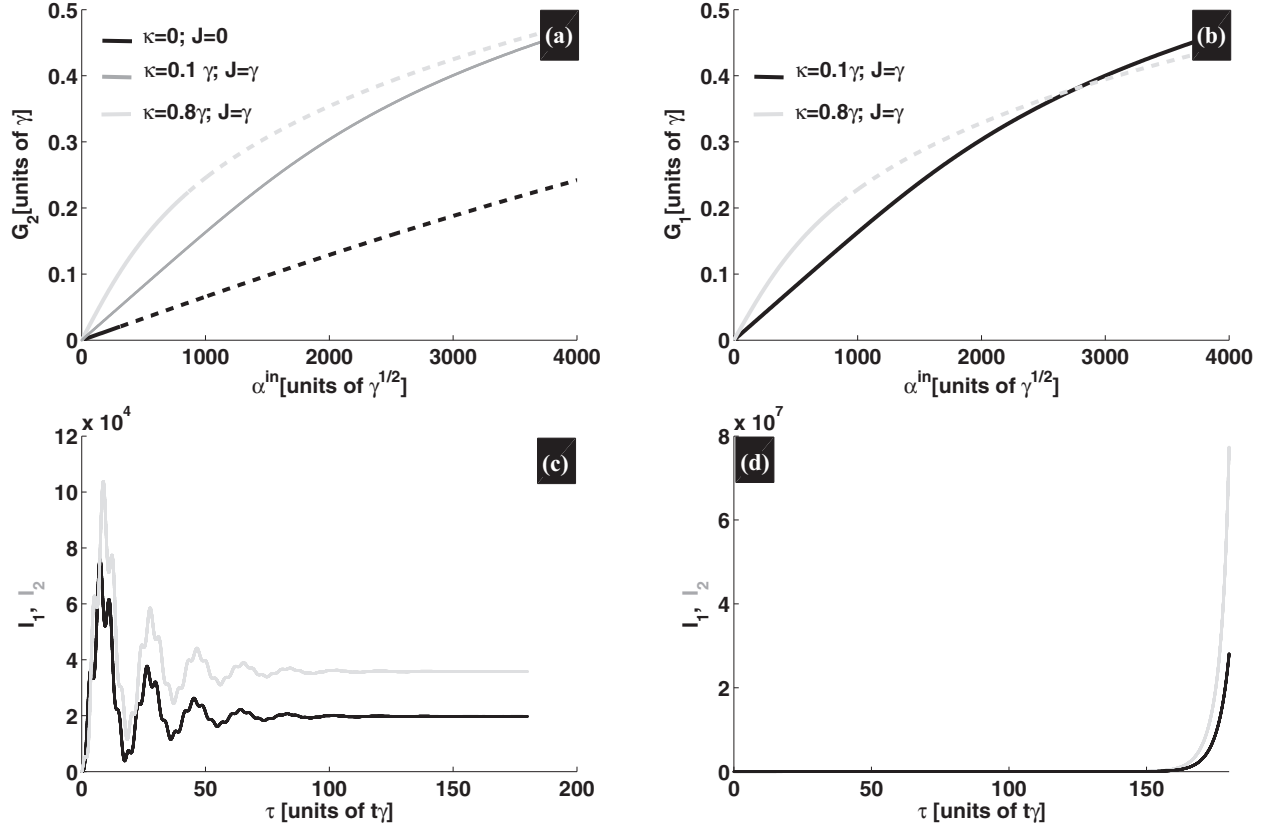 0.5
0.4
0.3
0.2
0.1
0
G₂[units of γ]
κ=0; J=0
κ=0.1 γ; J=γ
κ=0.8γ; J=γ
(a)
0 1000 2000 3000 4000
αⁱⁿ[units of γ¹/²]
0.5
0.4
0.3
0.2
0.1
0
G₁[units of γ]
κ=0.1γ; J=γ
κ=0.8γ; J=γ
(b)
0 1000 2000 3000 4000
αⁱⁿ[units of γ¹/²]
x 10⁴
12
10
8
6
4
2
0
I₁, I₂
(c)
0 50 100 150 200
τ [units of tγ]
x 10⁷
8
6
4
2
0
I₁, I₂
(d)
0 50 100 150
τ [units of tγ]